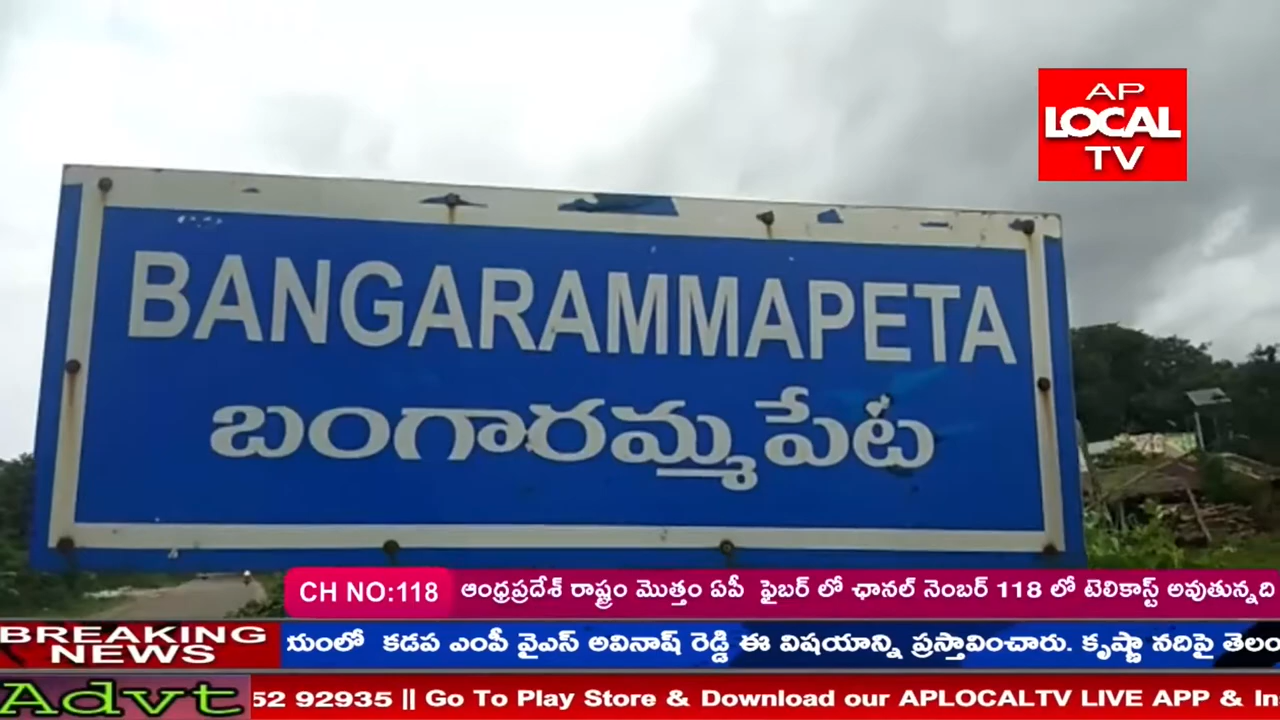 AP
LOCAL
TV
BANGARAMMAPETA
బంగారమ్మపేట
CH NO:118 ఆంధ్రప్రదేశ్ రాష్ట్రం మొత్తం ఏపీ ఫైబర్ లో ఛానల్ నెంబర్ 118 లో టెలికాస్ట్ అవుతున్నది
BREAKING
NEWS
యంలో కడప ఎంపీ వైఎస్ అవినాష్ రెడ్డి ఈ విషయాన్ని ప్రస్తావించారు. కృష్ణా నదిపై తెలం
Advt 52 92935 || Go To Play Store & Download our APLOCALTV LIVE APP & In